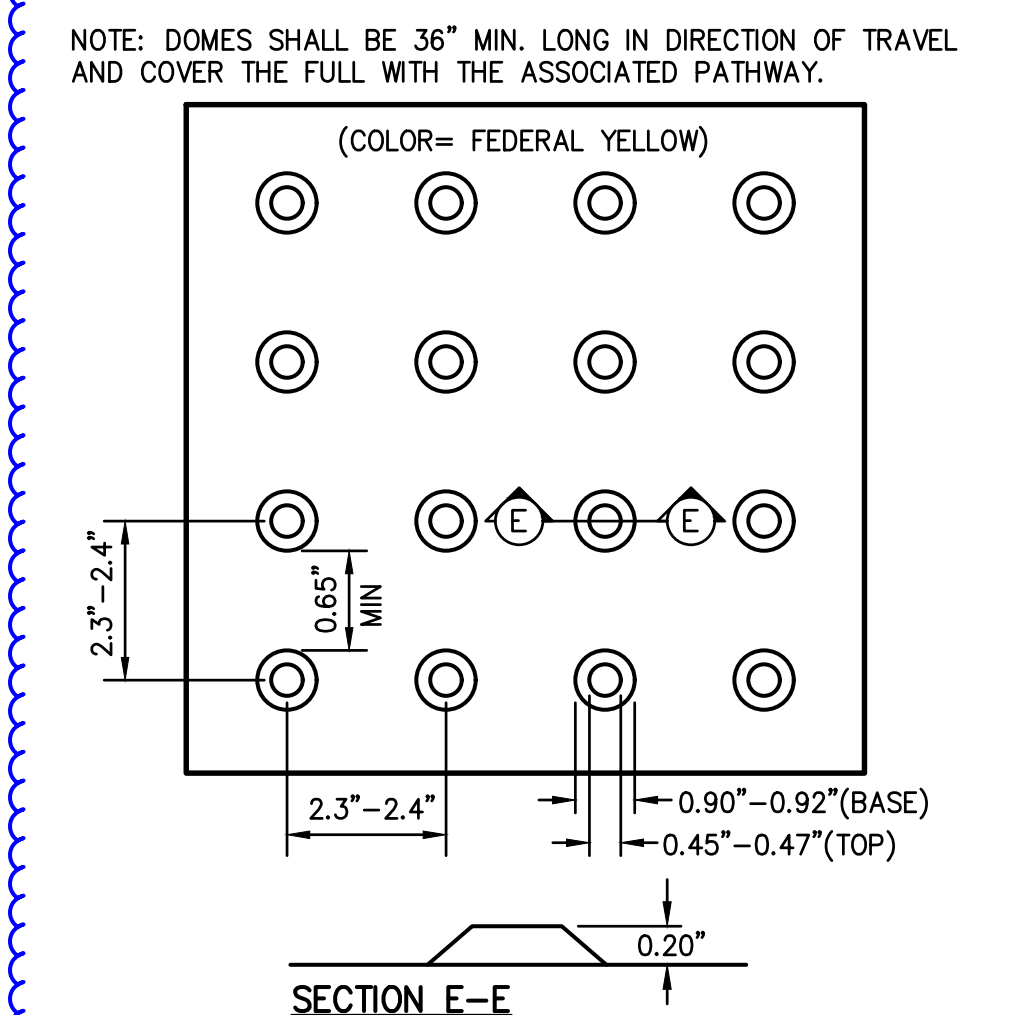 NOTE: DOMES SHALL BE 36" MIN. LONG IN DIRECTION OF TRAVEL
AND COVER THE FULL WITH THE ASSOCIATED PATHWAY.
(COLOR= FEDERAL YELLOW)
E
E
2.3"-2.4"
0.65"
MIN
2.3"-2.4"
0.90"-0.92"(BASE)
0.45"-0.47"(TOP)
0.20"
SECTION E-E